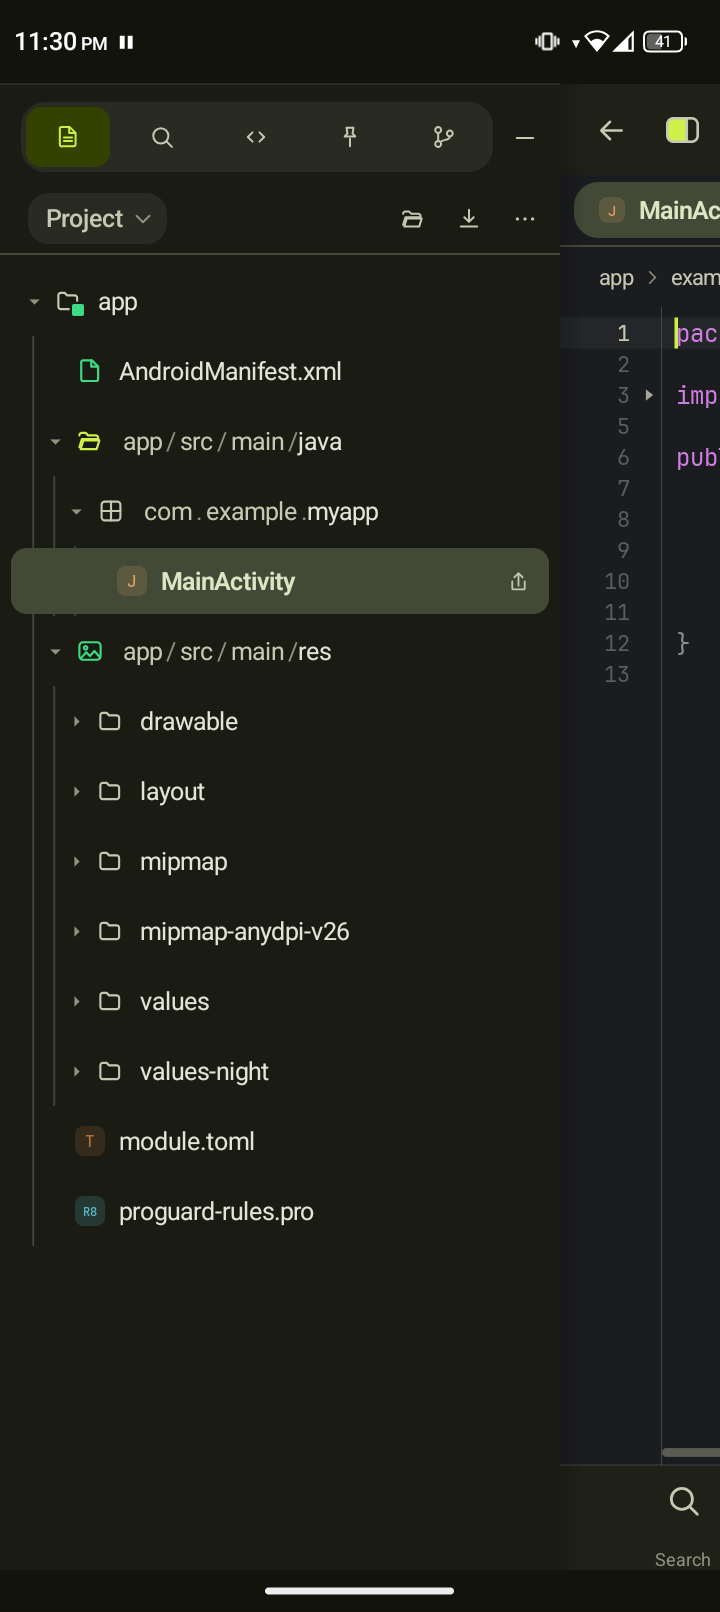 11:30 PM
41
Project
app
AndroidManifest.xml
app/src/main/java
com.example.myapp
J MainActivity
app/src/main/res
drawable
layout
mipmap
mipmap-anydpi-v26
values
values-night
T module.toml
R8 proguard-rules.pro
J MainAc
app > exam
1 pac
2
3 imp
5
6 publ
7
8
9
10
11
12 }
13
Search